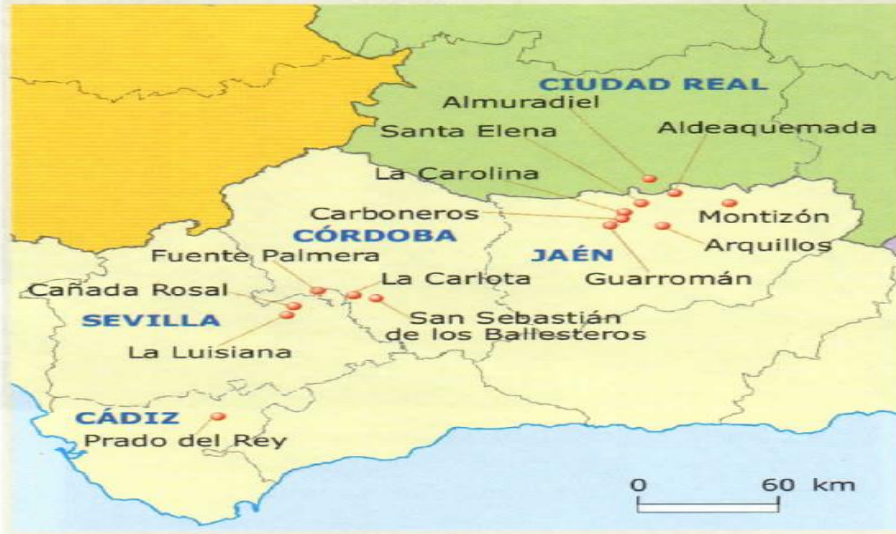 CIUDAD REAL
Almuradiel
Santa Elena
Aldeaquemada
La Carolina
Carboneros
Montizón
CÓRDOBA
JAÉN
Arquillos
Fuente Palmera
La Carlota
Guarromán
Cañada Rosal
SEVILLA
San Sebastián
de los Ballesteros
La Luisiana
CÁDIZ
Prado del Rey
0 60 km